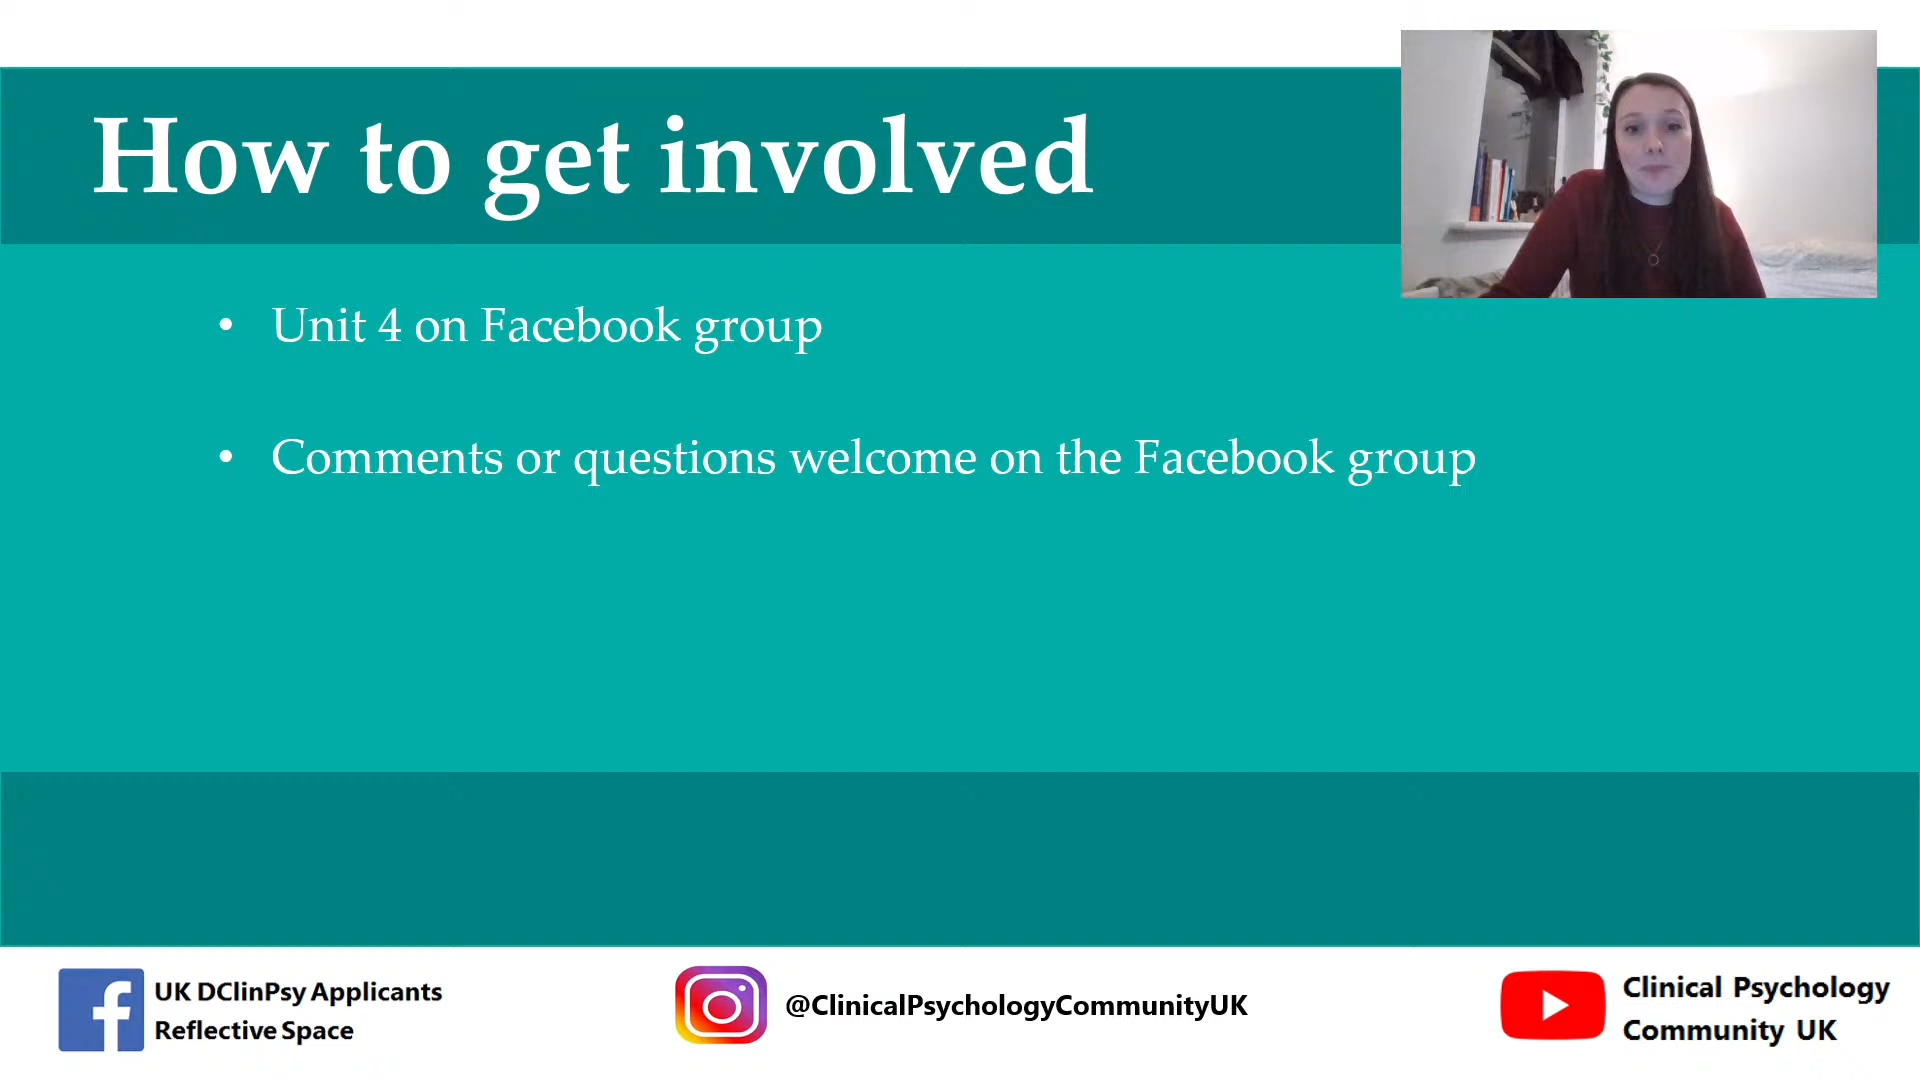 How to get involved
• Unit 4 on Facebook group
• Comments or questions welcome on the Facebook group
UK DClinPsy Applicants
Reflective Space
@ClinicalPsychologyCommunityUK
Clinical Psychology
Community UK